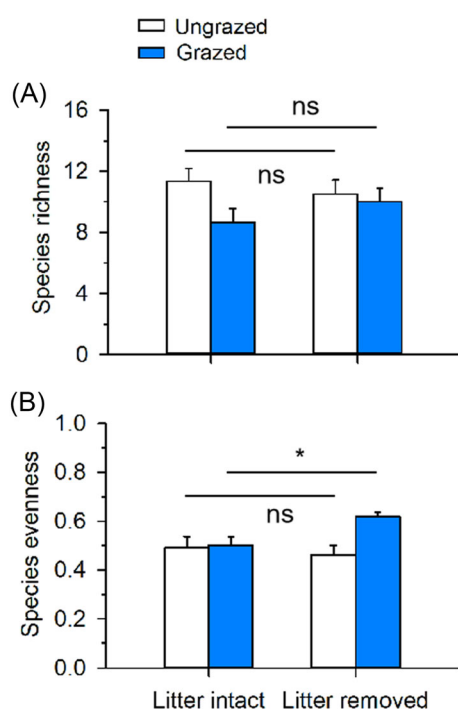 Ungrazed
Grazed
(A)
Species richness
16
12
8
4
0
ns
ns
(B)
Species evenness
1.0
0.8
0.6
0.4
0.2
0.0
*
ns
Litter intact Litter removed